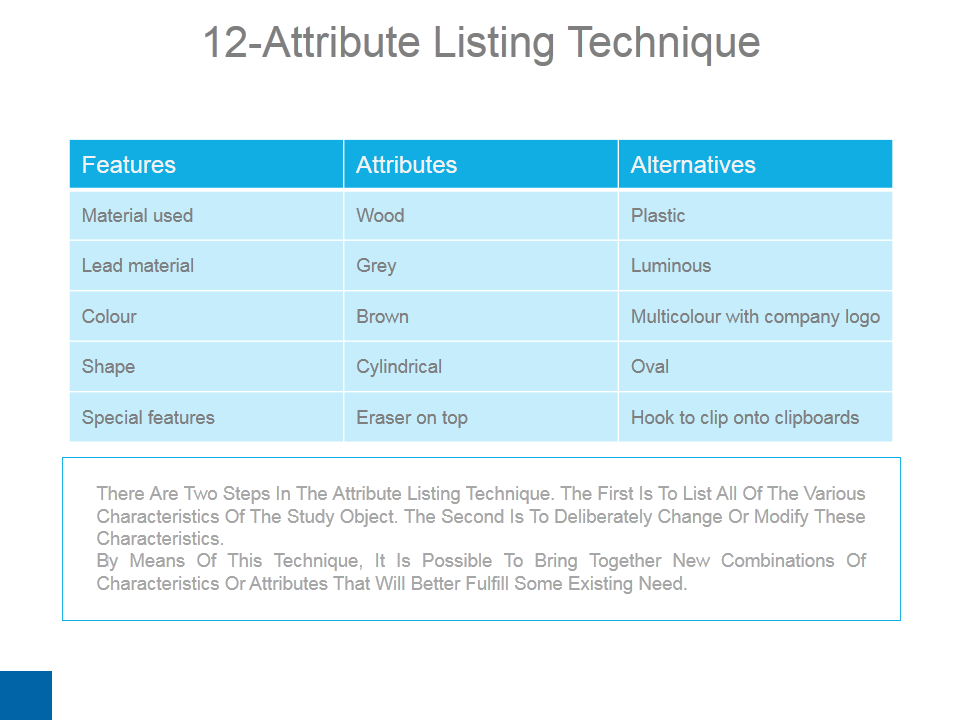 12-Attribute Listing Technique
Features Attributes Alternatives
Material used Wood Plastic
Lead material Grey Luminous
Colour Brown Multicolour with company logo
Shape Cylindrical Oval
Special features Eraser on top Hook to clip onto clipboards
There Are Two Steps In The Attribute Listing Technique. The First Is To List All Of The Various
Characteristics Of The Study Object. The Second Is To Deliberately Change Or Modify These
Characteristics.
By Means Of This Technique, It Is Possible To Bring Together New Combinations Of
Characteristics Or Attributes That Will Better Fulfill Some Existing Need.